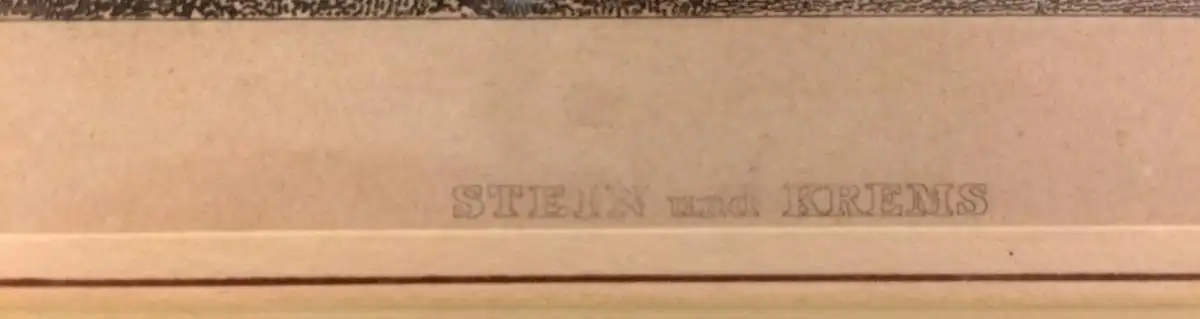 STEIN und KREMS